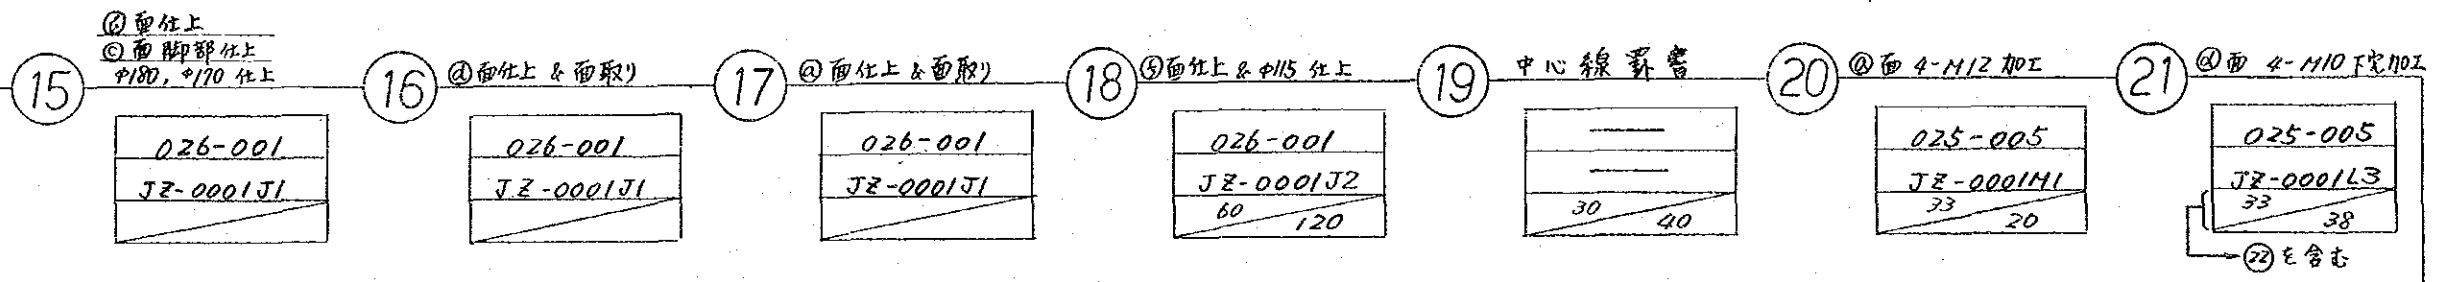 15
ⓑ面仕上
ⓒ面脚部仕上
φ180, φ170 仕上
026-001
JZ-0001J1
16
ⓓ面仕上 & 面取り
026-001
JZ-0001J1
17
ⓐ面仕上 & 面取り
026-001
JZ-0001J1
18
面仕上 & φ115 仕上
026-001
JZ-0001J2
60
120
19
中心線罫書
30
40
20
ⓐ面 4-M12 加工
025-005
JZ-0001M1
33
20
21
ⓓ面 4-M10 下穴加工
025-005
JZ-0001L3
33
38
㉒を含む